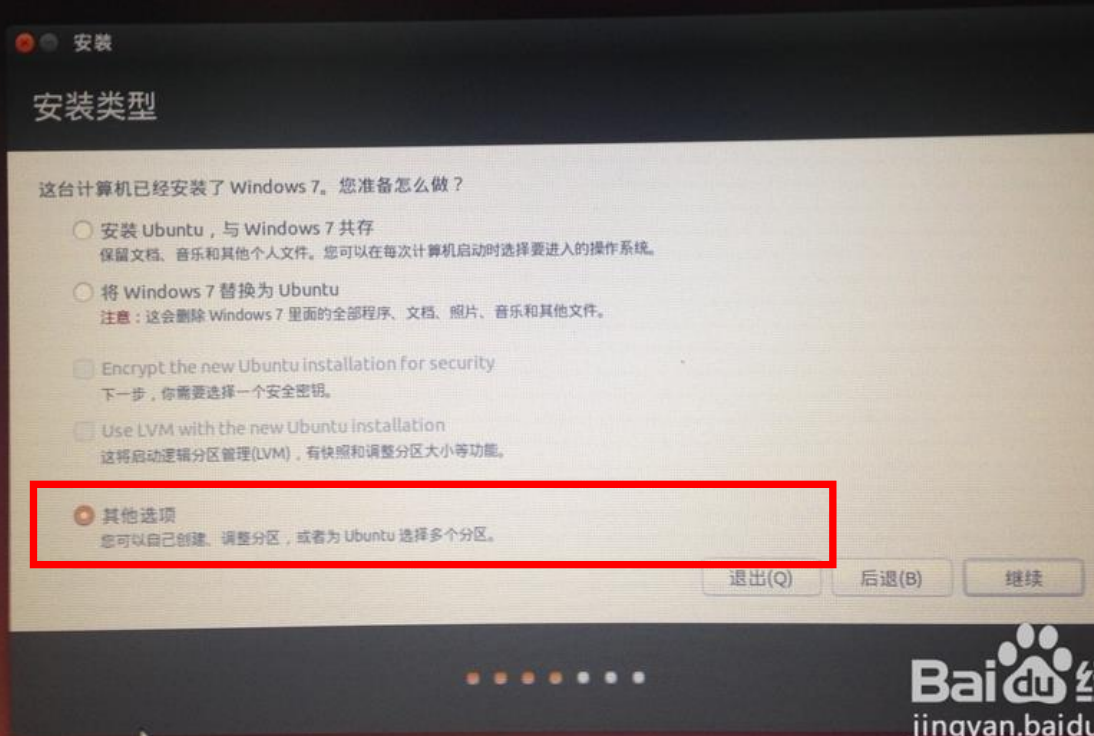 安装
安装类型
这台计算机已经安装了 Windows 7。您准备怎么做？
安装 Ubuntu，与 Windows 7 共存
保留文档、音乐和其他个人文件。您可以在每次计算机启动时选择要进入的操作系统。
将 Windows 7 替换为 Ubuntu
注意：这会删除 Windows 7 里面的全部程序、文档、照片、音乐和其他文件。
Encrypt the new Ubuntu installation for security
下一步，你需要选择一个安全密钥。
Use LVM with the new Ubuntu installation
这将启动逻辑分区管理(LVM)，有快照和调整分区大小等功能。
其他选项
您可以自己创建、调整分区，或者为 Ubuntu 选择多个分区。
退出(Q) 后退(B) 继续
Baidu
jingyan.baidu